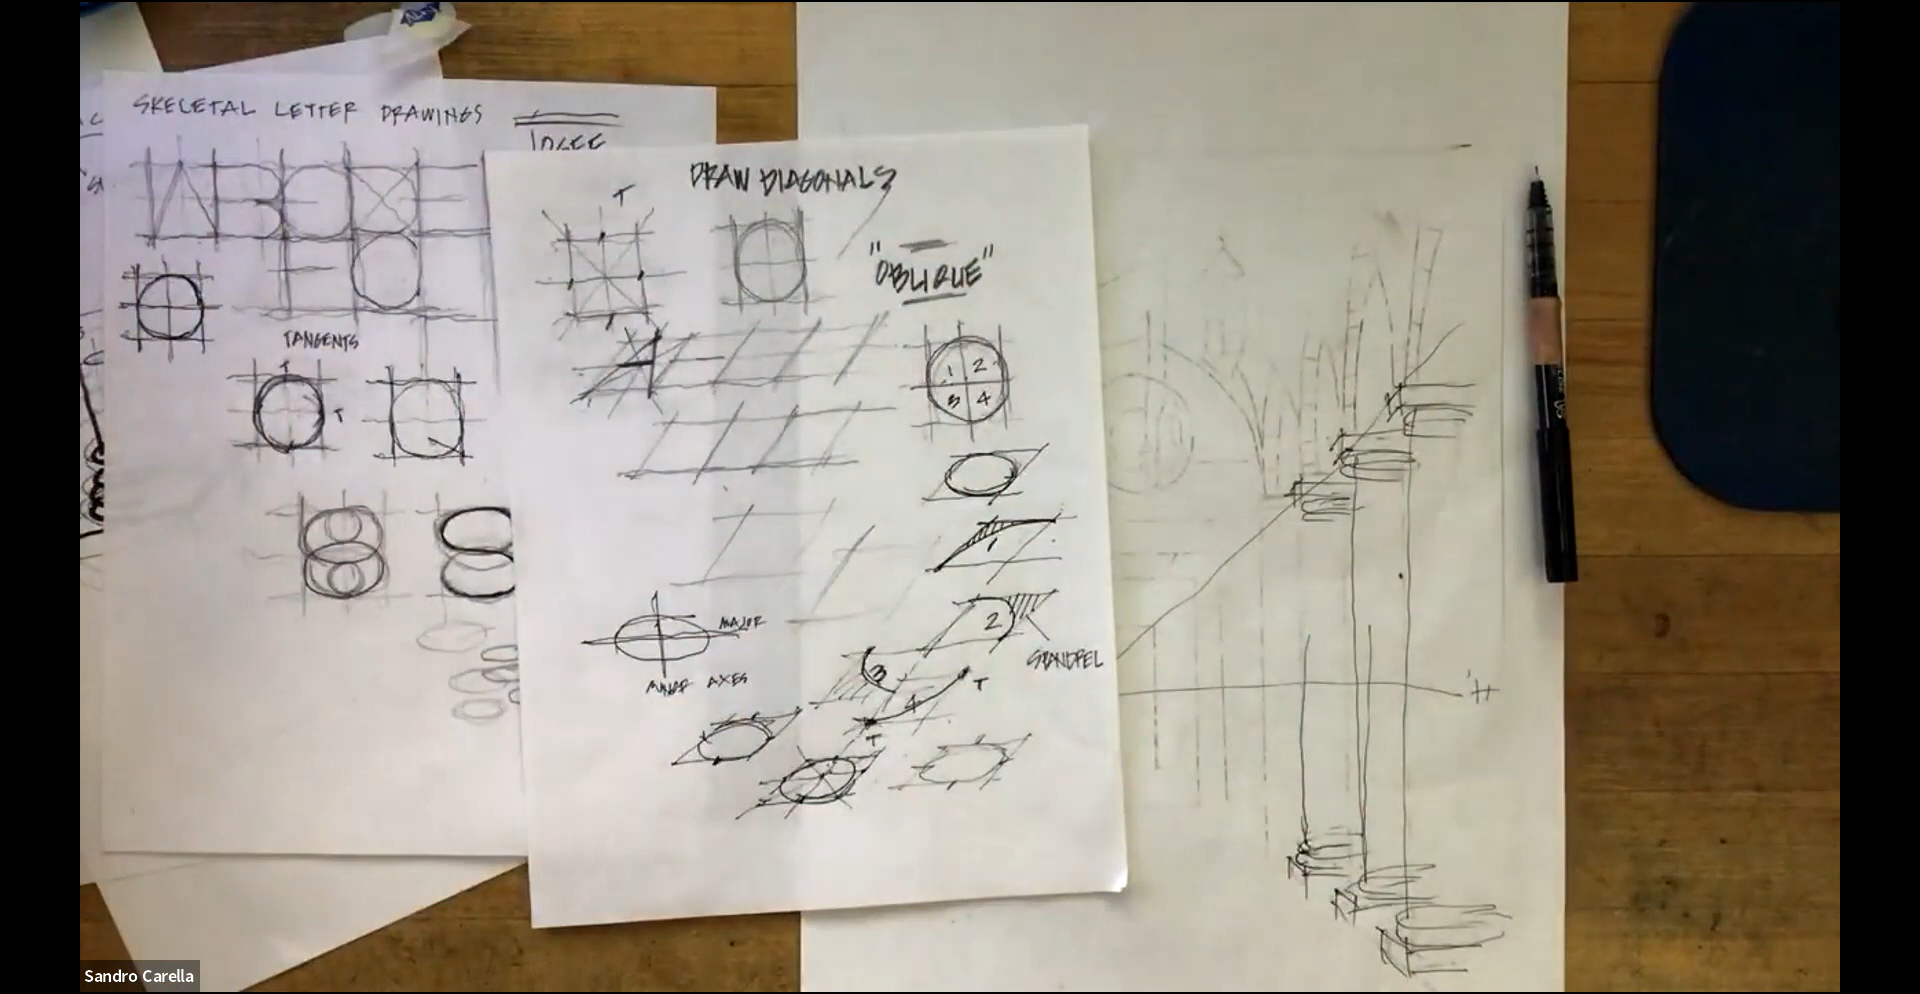 SKELETAL LETTER DRAWINGS
TANGENTS
T
T
DRAW DIAGONALS
T
"OBLIQUE"
1 2
3 4
1
2
SPANDREL
3
4
T
T
MAJOR
AXES
H
Sandro Carella